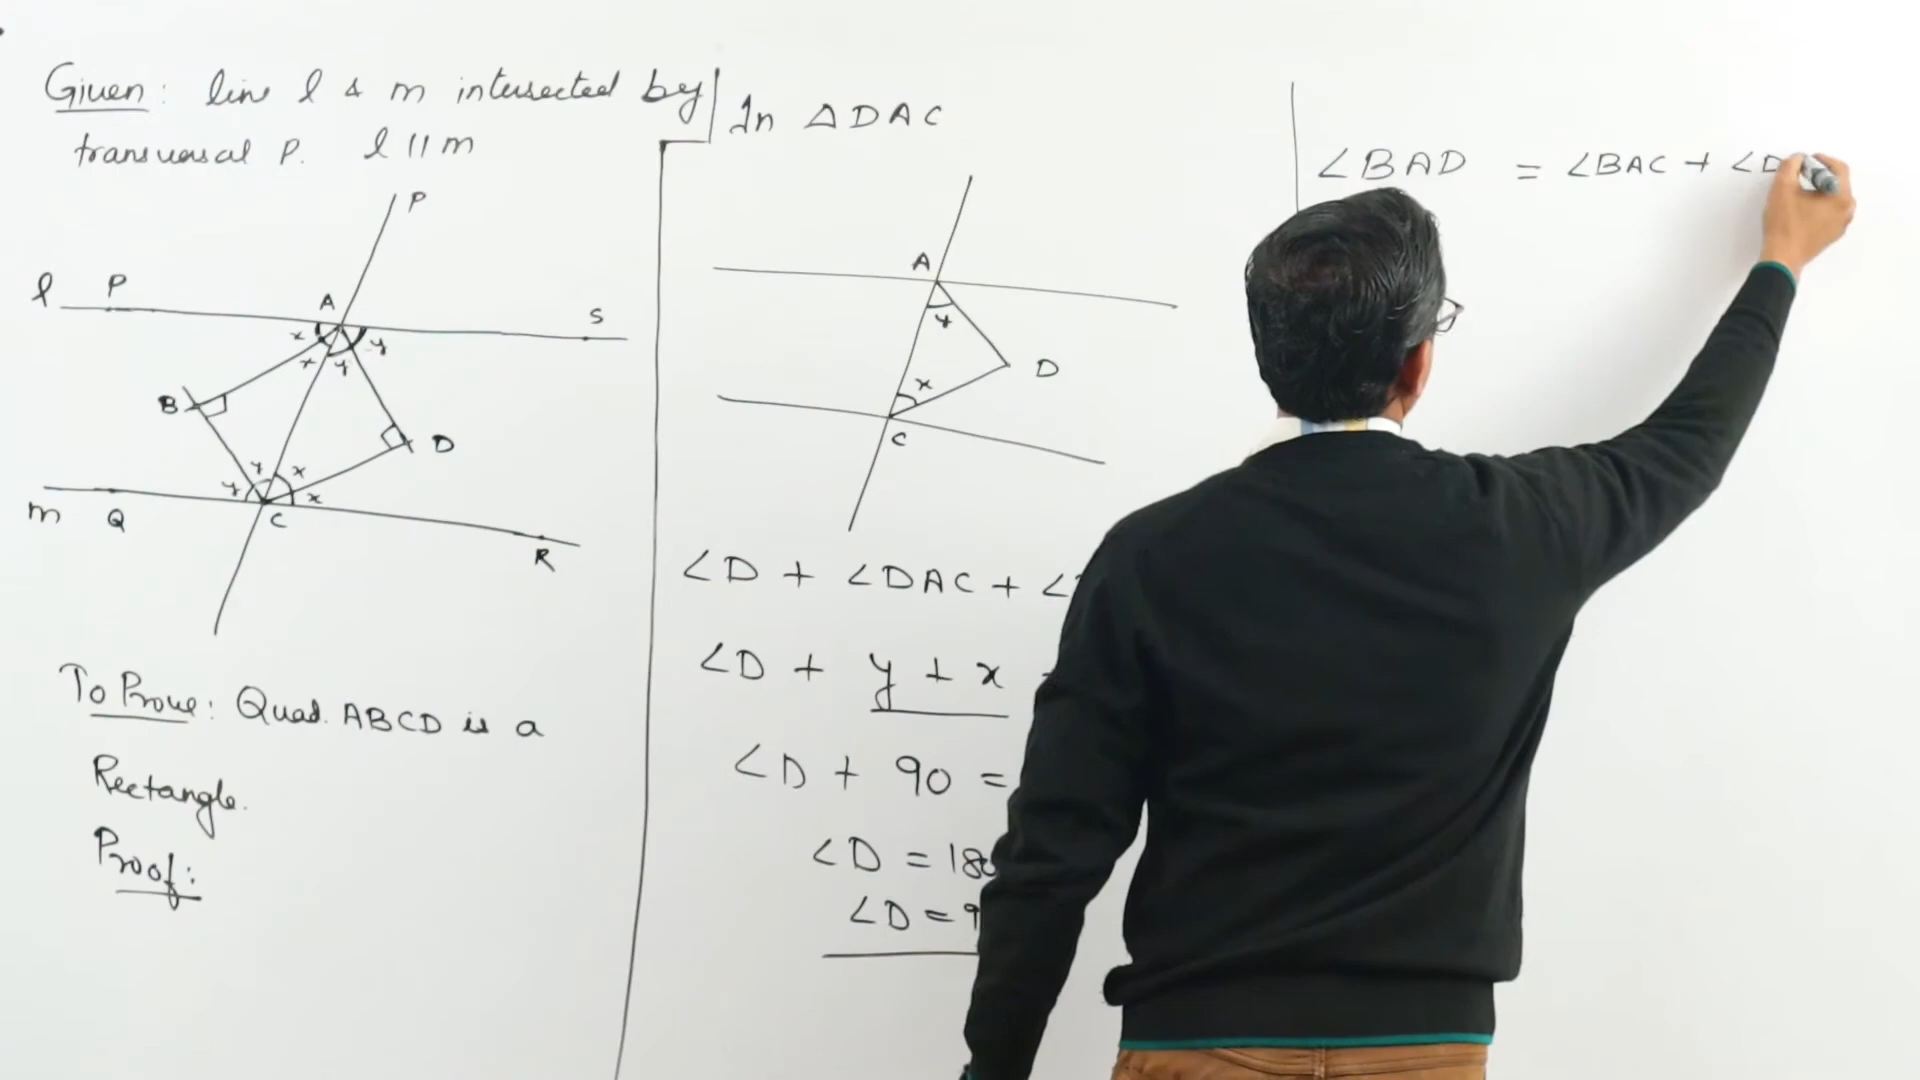 Given: line l & m intersected by
transversal P. l || m
P
l P A S
x y
x y
B
D
y x
y x
m Q C R
To Prove: Quad. ABCD is a
Rectangle.
Proof:
In △DAC
A
y
D
x
C
∠D + ∠DAC + ∠
∠D + y + x
∠D + 90 =
∠D = 180
∠D = 9
∠BAD = ∠BAC + ∠D